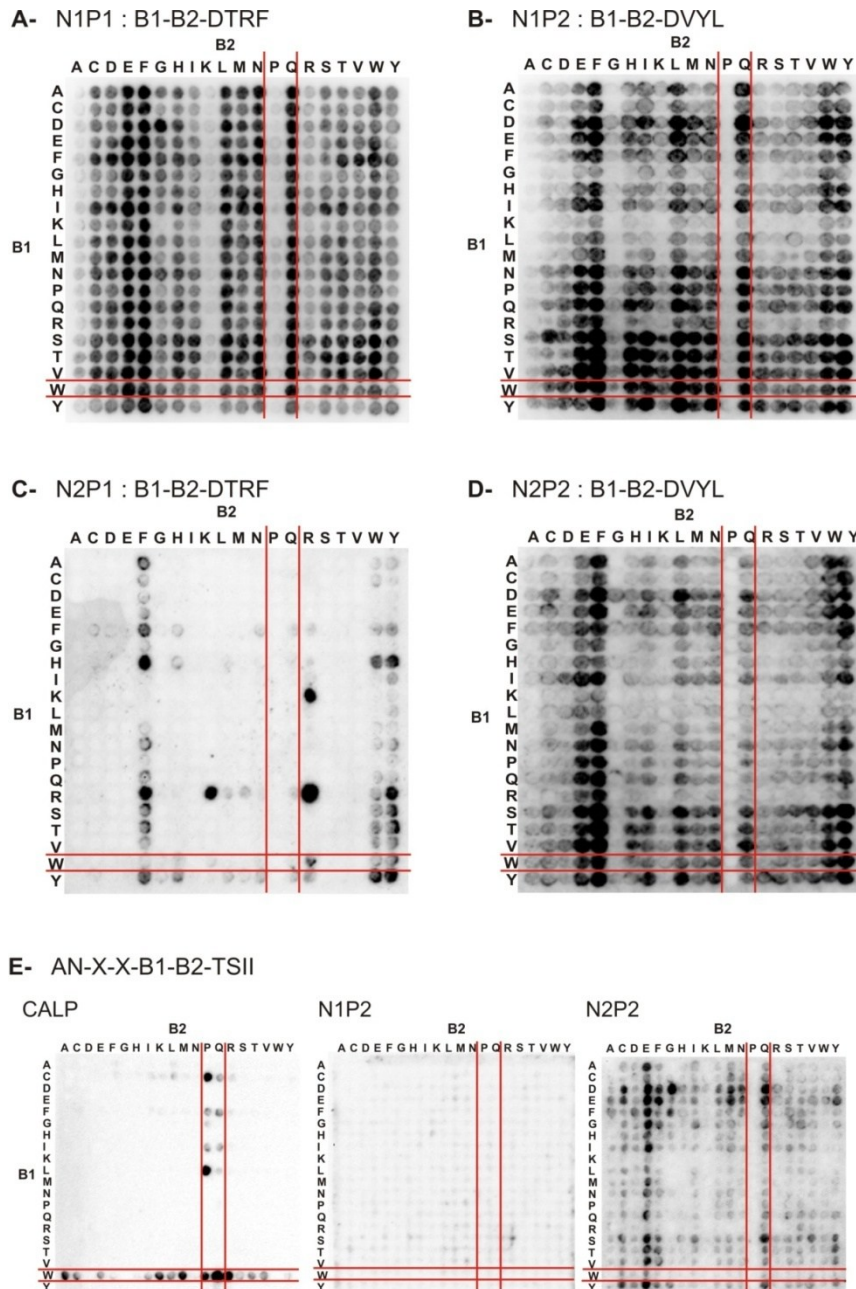 A- N1P1 : B1-B2-DTRF
B2
A C D E F G H I K L M N P Q R S T V W Y
A
C
D
E
F
G
H
I
K
B1
L
M
N
P
Q
R
S
T
V
W
Y
B- N1P2 : B1-B2-DVYL
B2
A C D E F G H I K L M N P Q R S T V W Y
A
C
D
E
F
G
H
I
K
B1
L
M
N
P
Q
R
S
T
V
W
Y
C- N2P1 : B1-B2-DTRF
B2
A C D E F G H I K L M N P Q R S T V W Y
A
C
D
E
F
G
H
I
K
B1
L
M
N
P
Q
R
S
T
V
W
Y
D- N2P2 : B1-B2-DVYL
B2
A C D E F G H I K L M N P Q R S T V W Y
A
C
D
E
F
G
H
I
K
B1
L
M
N
P
Q
R
S
T
V
W
Y
E- AN-X-X-B1-B2-TSII
CALP
B2
A C D E F G H I K L M N P Q R S T V W Y
A
C
D
E
F
G
H
I
K
B1
L
M
N
P
Q
R
S
T
V
W
Y
N1P2
B2
A C D E F G H I K L M N P Q R S T V W Y
A
C
D
E
F
G
H
I
K
L
M
N
P
Q
R
S
T
V
W
Y
N2P2
B2
A C D E F G H I K L M N P Q R S T V W Y
A
C
D
E
F
G
H
I
K
L
M
N
P
Q
R
S
T
V
W
Y